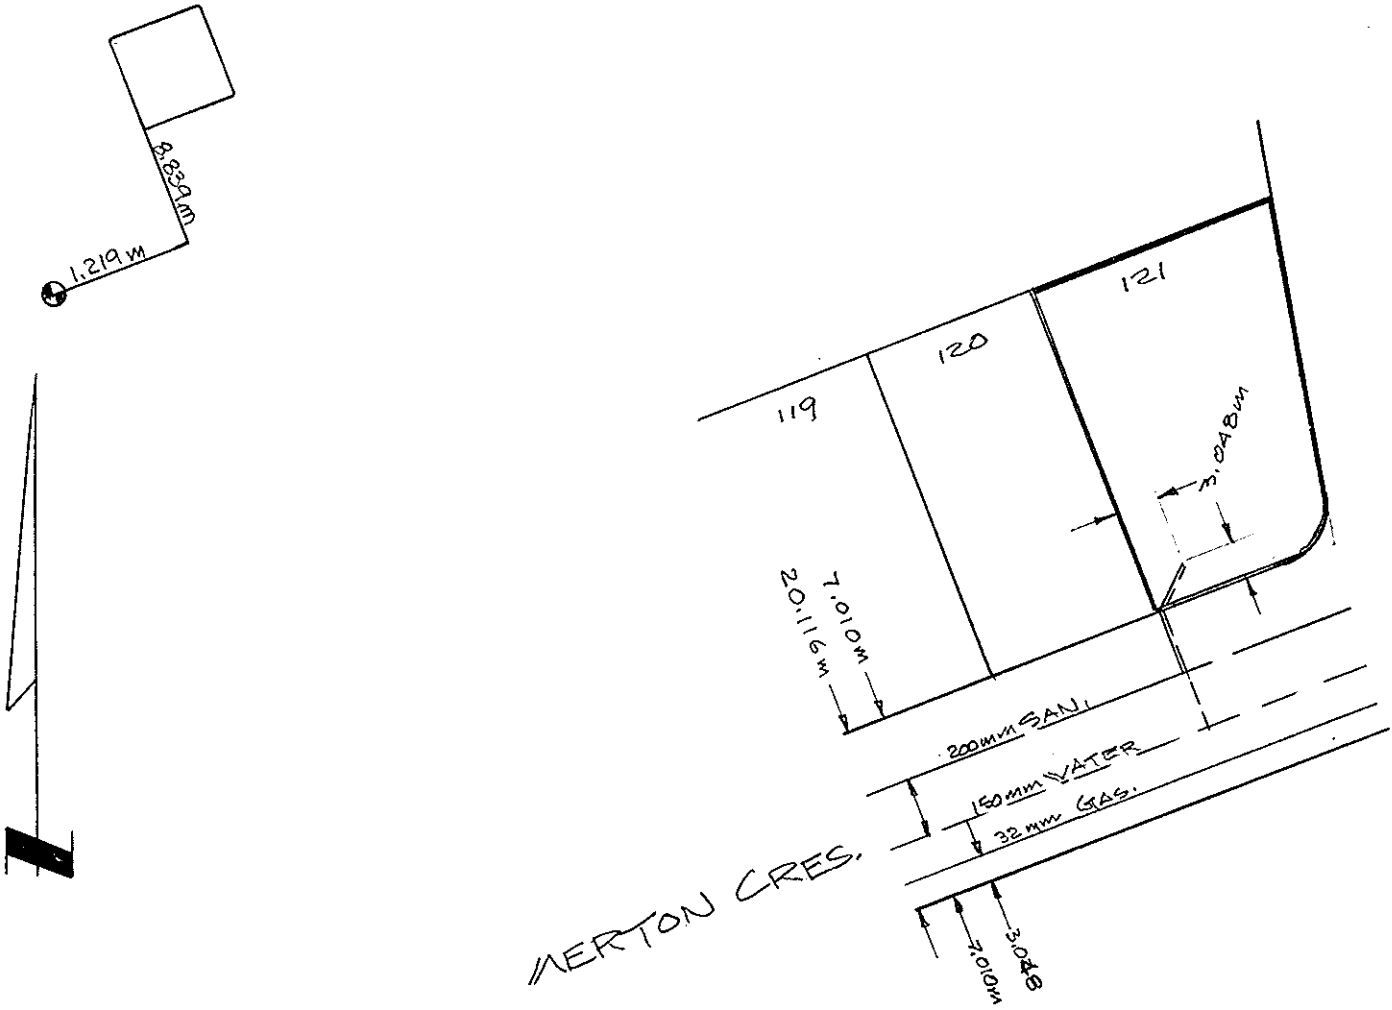 8.839m
1.219m
121
120
119
3.048m
7.010m
20.116m
200mm SAN.
150mm WATER
32mm GAS.
MERTON CRES.
3.048
7.010m